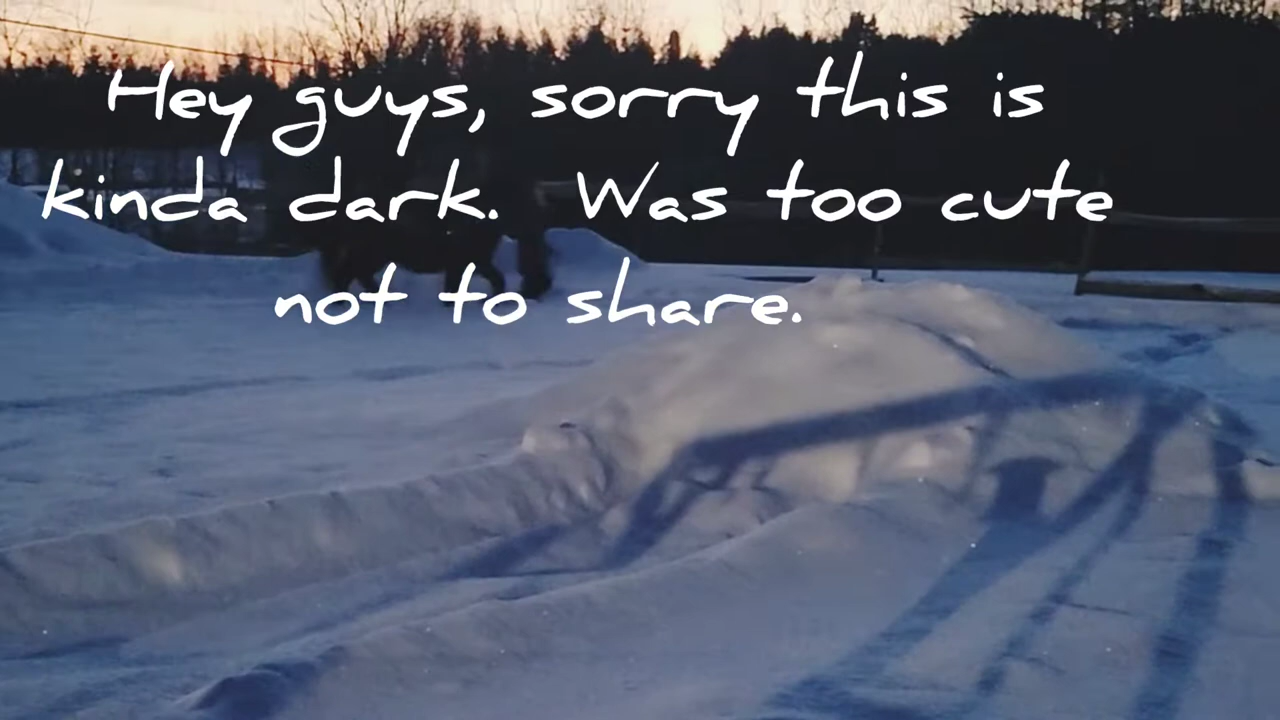 Hey guys, sorry this is
kinda dark. Was too cute
not to share.